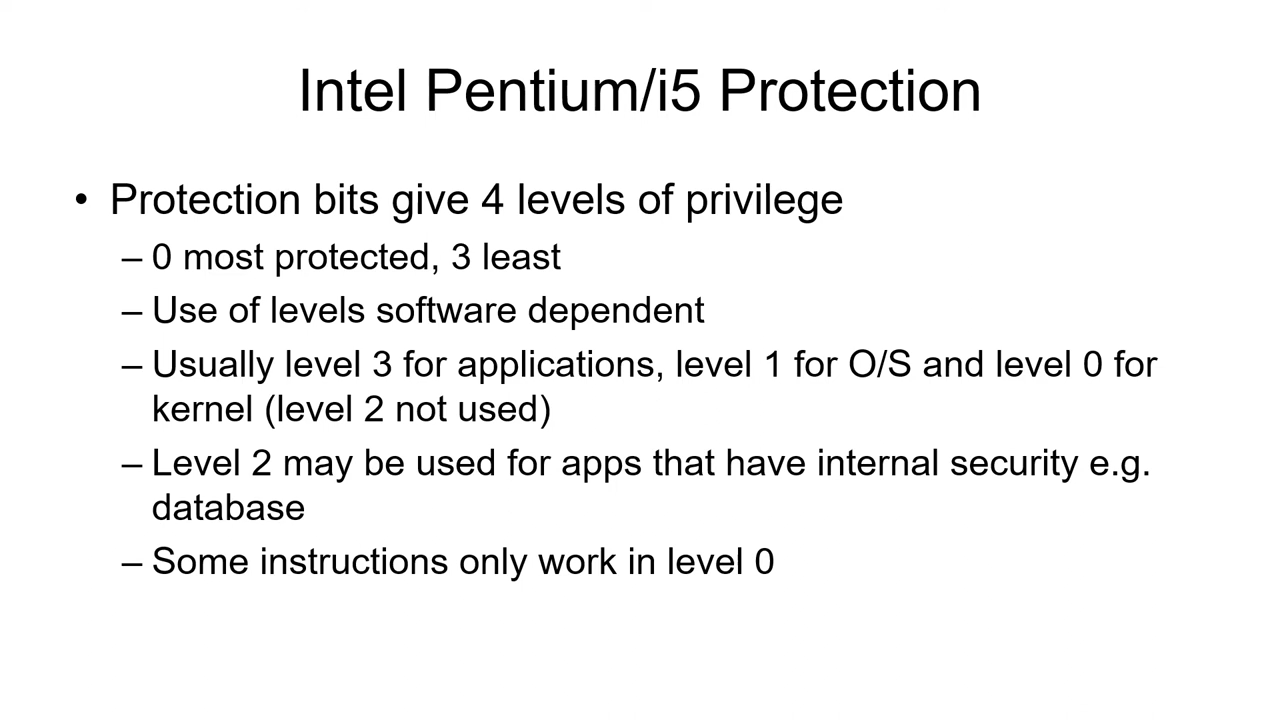 Intel Pentium/i5 Protection
• Protection bits give 4 levels of privilege
– 0 most protected, 3 least
– Use of levels software dependent
– Usually level 3 for applications, level 1 for O/S and level 0 for
kernel (level 2 not used)
– Level 2 may be used for apps that have internal security e.g.
database
– Some instructions only work in level 0